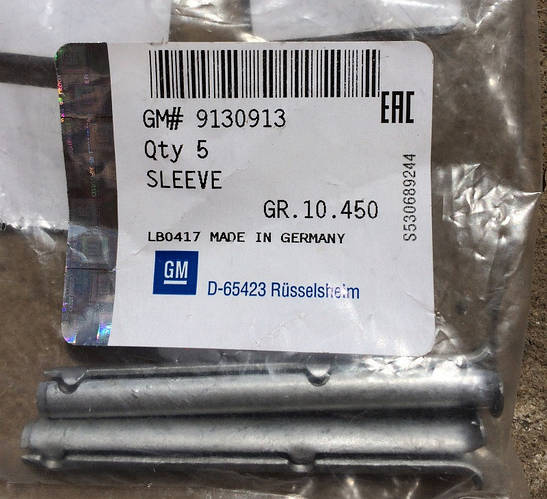 GM# 9130913
EAC
Qty 5
SLEEVE
GR.10.450
LB0417 MADE IN GERMANY
S530689244
GM
D-65423 Rüsselsheim